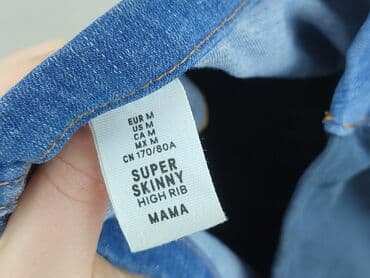 EUR M
US M
CA M
MX M
CN 170/80A
SUPER
SKINNY
HIGH RIB
MAMA